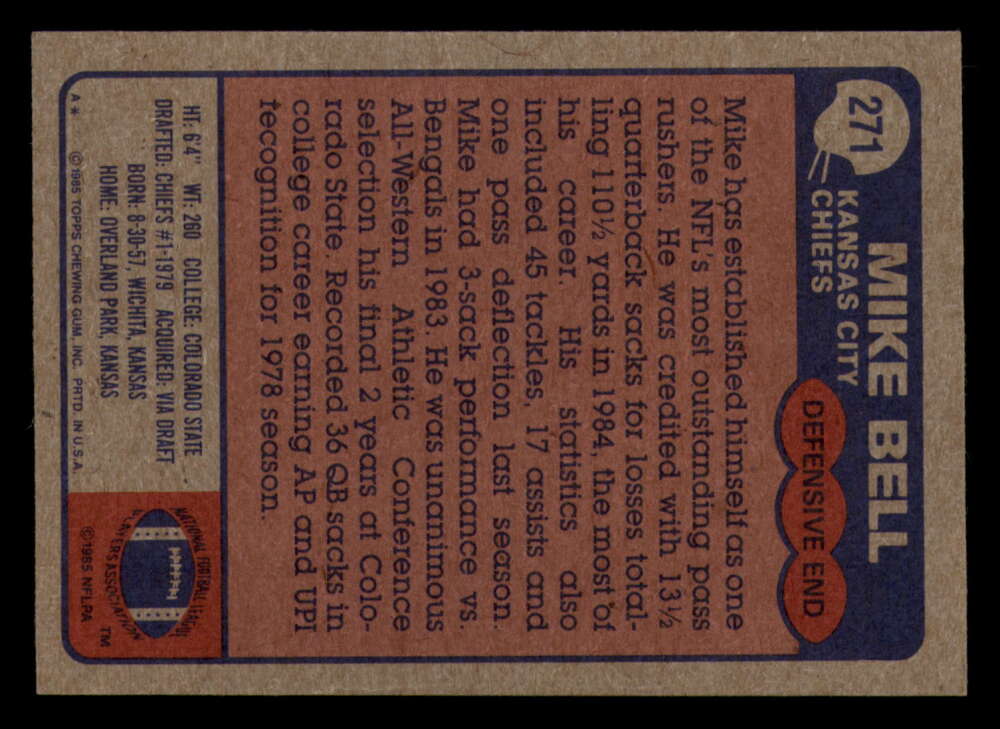 271
MIKE BELL
KANSAS CITY
CHIEFS
DEFENSIVE END
Mike has established himself as one
of the NFL's most outstanding pass
rushers. He was credited with 13½
quarterback sacks for losses total-
ling 110½ yards in 1984, the most of
his career. His statistics also
included 45 tackles, 17 assists and
one pass deflection last season.
Mike had 3-sack performance vs.
Bengals in 1983. He was unanimous
All-Western Athletic Conference
selection his final 2 years at Colo-
rado State. Recorded 36 QB sacks in
college career earning AP and UPI
recognition for 1978 season.
HT: 6'4" WT: 260 COLLEGE: COLORADO STATE
DRAFTED: CHIEFS #1-1979 ACQUIRED: VIA DRAFT
BORN: 8-30-57, WICHITA, KANSAS
HOME: OVERLAND PARK, KANSAS
A* © 1985 TOPPS CHEWING GUM, INC. PRTD. IN U.S.A.
NATIONAL FOOTBALL LEAGUE
PLAYERS ASSOCIATION
TM
© 1985 NFLPA